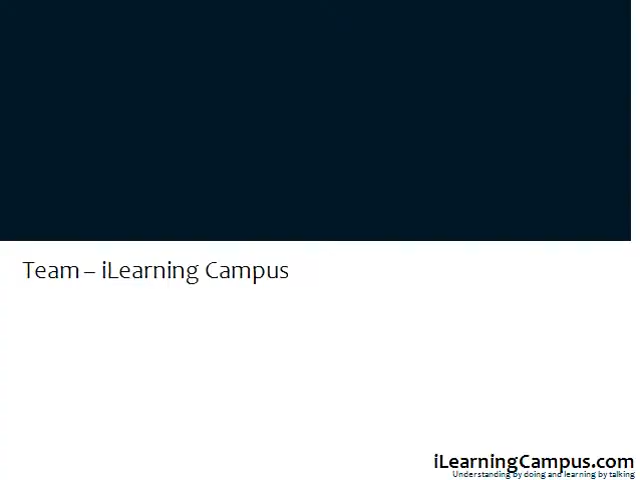 Team – iLearning Campus
iLearningCampus.com
Understanding by doing and learning by talking